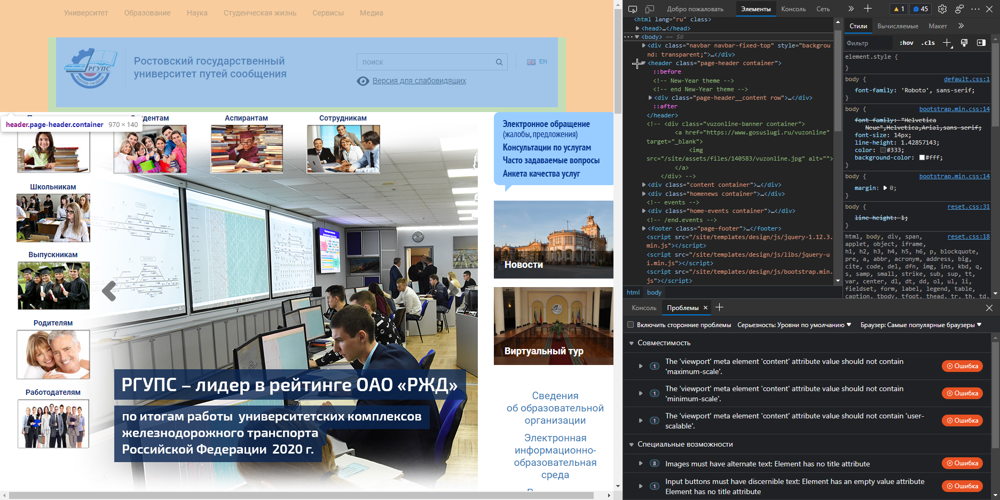 Университет Образование Наука Студенческая жизнь Сервисы Медиа
РГУПС
РОСТОВ-НА-ДОНУ
Ростовский государственный
университет путей сообщения
поиск
EN
Версия для слабовидящих
header.page-header.container 970 × 140
Аспирантам
Сотрудникам
Школьникам
Выпускникам
Родителям
Работодателям
Электронное обращение
(жалобы, предложения)
Консультации по услугам
Часто задаваемые вопросы
Анкета качества услуг
Новости
Виртуальный тур
РГУПС – лидер в рейтинге ОАО «РЖД»
по итогам работы университетских комплексов
железнодорожного транспорта
Российской Федерации 2020 г.
Сведения
об образовательной
организации
Электронная
информационно-
образовательная
среда
Добро пожаловать Элементы Консоль Сеть 1 45
<html lang="ru" class>
<head>…</head>
<body> == $0
<div class="navbar navbar-fixed-top" style="backgrou
nd: transparent;">…</div>
<header class="page-header container">
::before
<!-- New-Year theme -->
<!-- end New-Year theme -->
<div class="page-header__content row">…</div>
::after
</header>
<!-- <div class="vuzonline-banner container">
<a href="https://www.gosuslugi.ru/vuzonline"
target="_blank">
<img
src="/site/assets/files/140583/vuzonline.jpg" alt="">
</a>
</div> -->
<div class="content container">…</div>
<div class="homenews container">…</div>
<!-- events -->
<div class="home-events container">…</div>
<!-- /end.events -->
<footer class="page-footer">…</footer>
<script src="/site/templates/design/js/jquery-1.12.3.
min.js"></script>
<script src="/site/templates/design/js/libs/jquery-u
i.min.js"></script>
<script src="/site/templates/design/js/bootstrap.min.
js"></script>
html body
Стили Вычисляемые Макет
Фильтр :hov .cls
element.style {
}
body { default.css:1
font-family: 'Roboto', sans-serif;
}
body { bootstrap.min.css:14
font-family: "Helvetica
Neue",Helvetica,Arial,sans-serif;
font-size: 14px;
line-height: 1.42857143;
color: #333;
background-color: #fff;
}
body { bootstrap.min.css:14
margin: 0;
}
body { reset.css:31
line-height: 1;
}
html, body, div, span, reset.css:18
applet, object, iframe,
h1, h2, h3, h4, h5, h6, p, blockquote,
pre, a, abbr, acronym, address, big,
cite, code, del, dfn, img, ins, kbd, q,
s, samp, small, strike, sub, sup, tt,
var, center, dl, dt, dd, ol, ul, li,
fieldset, form, label, legend, table,
caption, tbody, tfoot, thead, tr, th, td,
Консоль Проблемы
Включить сторонние проблемы Серьезность: Уровни по умолчанию Браузер: Самые популярные браузеры
Совместимость
1 The 'viewport' meta element 'content' attribute value should not contain
'maximum-scale'. Ошибка
1 The 'viewport' meta element 'content' attribute value should not contain
'minimum-scale'. Ошибка
1 The 'viewport' meta element 'content' attribute value should not contain 'user-
scalable'. Ошибка
Специальные возможности
8 Images must have alternate text: Element has no title attribute Ошибка
1 Input buttons must have discernible text: Element has an empty value attribute
Element has no title attribute Ошибка